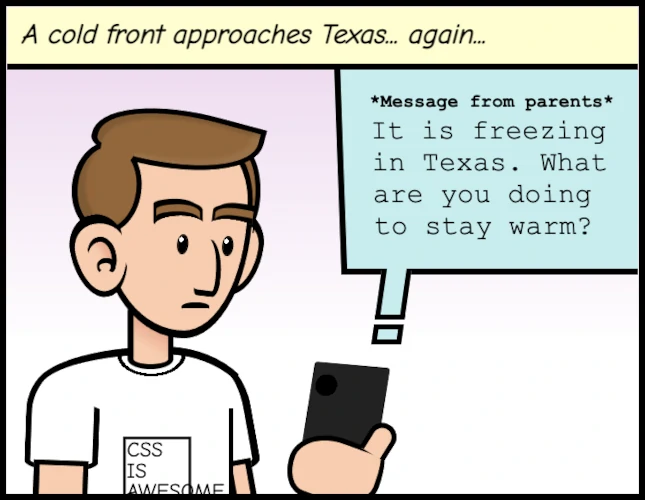 A cold front approaches Texas... again...
*Message from parents*
It is freezing
in Texas. What
are you doing
to stay warm?
CSS
IS
AWESOME